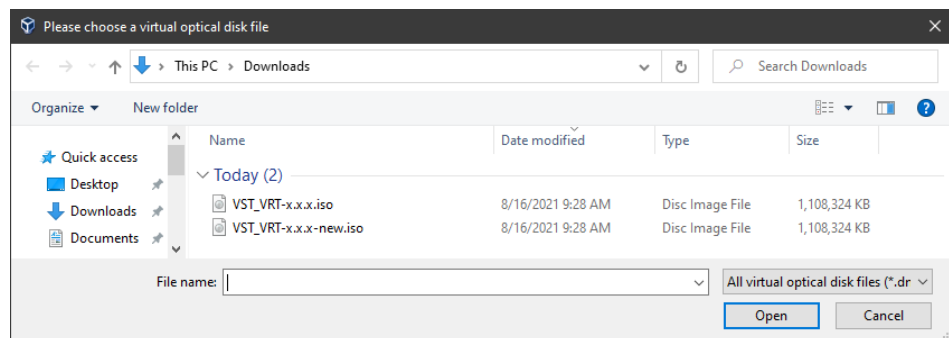 Please choose a virtual optical disk file
This PC > Downloads
Search Downloads
Organize
New folder
Name
Date modified
Type
Size
Quick access
Desktop
Downloads
Documents
Today (2)
VST_VRT-x.x.x.iso 8/16/2021 9:28 AM Disc Image File 1,108,324 KB
VST_VRT-x.x.x-new.iso 8/16/2021 9:28 AM Disc Image File 1,108,324 KB
File name:
All virtual optical disk files (*.dr
Open
Cancel